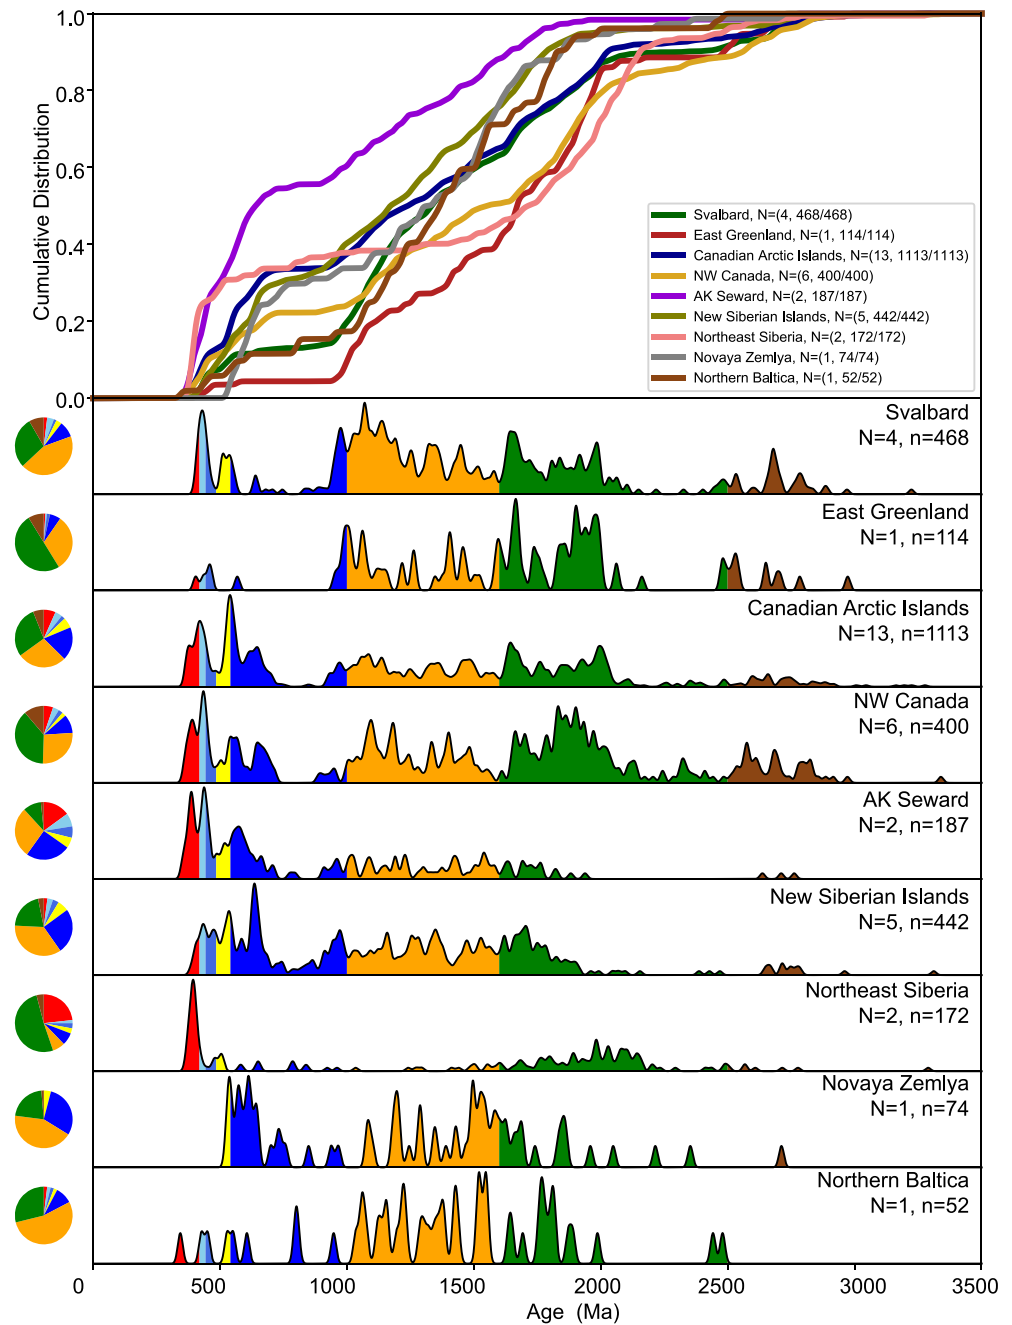 1.0
0.8
0.6
0.4
0.2
0.0
Cumulative Distribution
Svalbard, N=(4, 468/468)
East Greenland, N=(1, 114/114)
Canadian Arctic Islands, N=(13, 1113/1113)
NW Canada, N=(6, 400/400)
AK Seward, N=(2, 187/187)
New Siberian Islands, N=(5, 442/442)
Northeast Siberia, N=(2, 172/172)
Novaya Zemlya, N=(1, 74/74)
Northern Baltica, N=(1, 52/52)
Svalbard
N=4, n=468
East Greenland
N=1, n=114
Canadian Arctic Islands
N=13, n=1113
NW Canada
N=6, n=400
AK Seward
N=2, n=187
New Siberian Islands
N=5, n=442
Northeast Siberia
N=2, n=172
Novaya Zemlya
N=1, n=74
Northern Baltica
N=1, n=52
0 500 1000 1500 2000 2500 3000 3500
Age (Ma)